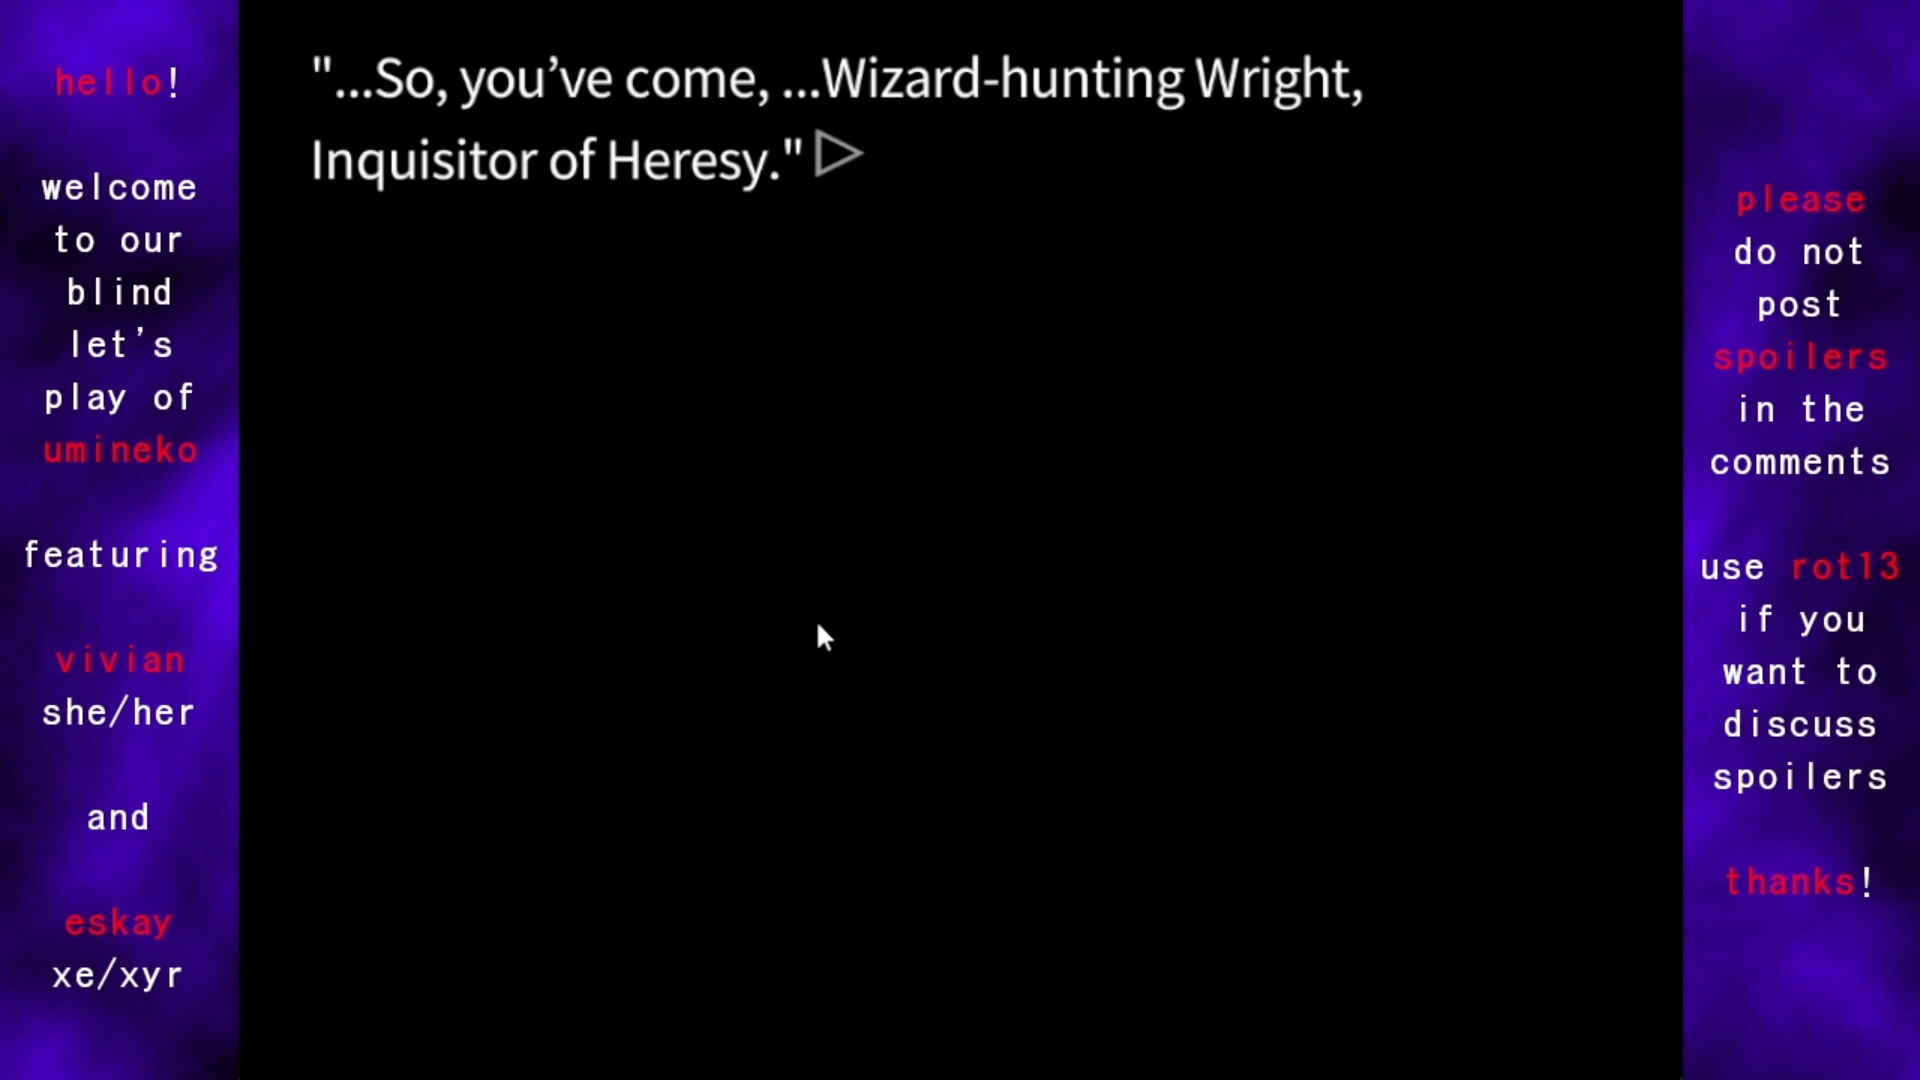 hello!
welcome
to our
blind
let's
play of
umineko
featuring
vivian
she/her
and
eskay
xe/xyr
"...So, you’ve come, ...Wizard-hunting Wright,
Inquisitor of Heresy."
please
do not
post
spoilers
in the
comments
use rot13
if you
want to
discuss
spoilers
thanks!